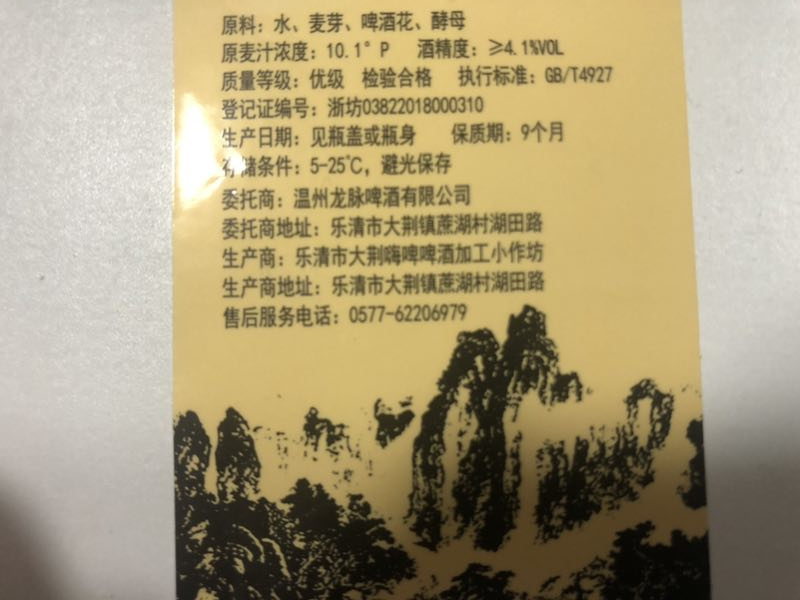 原料：水、麦芽、啤酒花、酵母
原麦汁浓度：10.1°P 酒精度：≥4.1%VOL
质量等级：优级 检验合格 执行标准：GB/T4927
登记证编号：浙坊03822018000310
生产日期：见瓶盖或瓶身 保质期：9个月
存储条件：5-25℃，避光保存
委托商：温州龙脉啤酒有限公司
委托商地址：乐清市大荆镇蔗湖村湖田路
生产商：乐清市大荆嗨啤啤酒加工小作坊
生产商地址：乐清市大荆镇蔗湖村湖田路
售后服务电话：0577-62206979